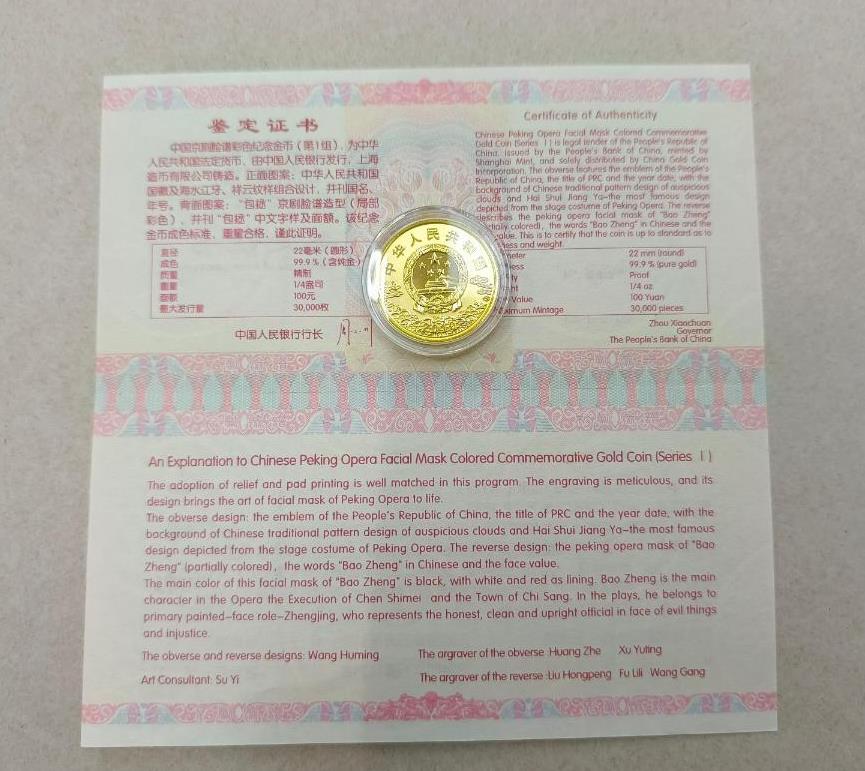 鉴定证书
中国京剧脸谱彩色纪念金币（第1组），为中华
人民共和国法定货币，由中国人民银行发行，上海
造币有限公司铸造。正面图案：中华人民共和国
国徽及海水江牙、祥云纹样组合设计，并刊国名、
年号。背面图案：“包拯”京剧脸谱造型（局部
彩色），并刊“包拯”中文字样及面额。该纪念
金币成色标准、重量合格，谨此证明。
直径 22毫米（圆形）
成色 99.9％（含纯金）
质量 精制
重量 1/4盎司
面额 100元
最大发行量 30,000枚
中国人民银行行长
中华人民共和国
Certificate of Authenticity
Chinese Peking Opera Facial Mask Colored Commemorative
Gold Coin (Series I) is legal tender of the People's Republic of
China, issued by the People's Bank of China, minted by
Shanghai Mint, and solely distributed by China Gold Coin
Incorporation. The obverse features the emblem of the People's
Republic of China, the title of PRC and the year date, with the
background of Chinese traditional pattern design of auspicious
clouds and Hai Shui Jiang Ya-the most famous design
depicted from the stage costume of Peking Opera. The reverse
describes the peking opera facial mask of "Bao Zheng"
colored), the words "Bao Zheng" in Chinese and the
value. This is to certify that the coin is up to standard as to
and weight.
22 mm (round)
99.9 % (pure gold)
Proof
1/4 oz
Value 100 Yuan
Mintage 30,000 pieces
Zhou Xiaochuan
Governor
The People's Bank of China
An Explanation to Chinese Peking Opera Facial Mask Colored Commemorative Gold Coin (Series I)
The adoption of relief and pad printing is well matched in this program. The engraving is meticulous, and its
design brings the art of facial mask of Peking Opera to life.
The obverse design: the emblem of the People's Republic of China, the title of PRC and the year date, with the
background of Chinese traditional pattern design of auspicious clouds and Hai Shui Jiang Ya-the most famous
design depicted from the stage costume of Peking Opera. The reverse design: the peking opera mask of "Bao
Zheng" (partially colored), the words "Bao Zheng" in Chinese and the face value.
The main color of this facial mask of "Bao Zheng" is black, with white and red as lining. Bao Zheng is the main
character in the Opera the Execution of Chen Shimei and the Town of Chi Sang. In the plays, he belongs to
primary painted-face role-Zhengjing, who represents the honest, clean and upright official in face of evil things
and injustice.
The obverse and reverse designs: Wang Huming The argraver of the obverse :Huang Zhe Xu Yuting
Art Consultant: Su Yi The argraver of the reverse :Liu Hongpeng Fu Lili Wang Gang